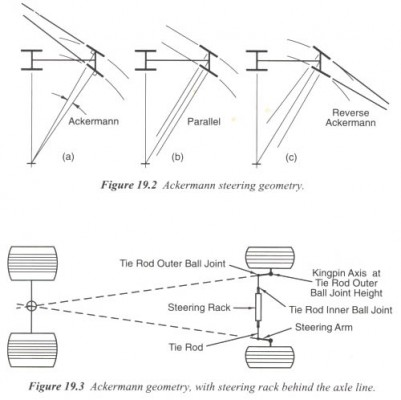 Ackermann
Parallel
Reverse
Ackermann
(a)
(b)
(c)
Figure 19.2 Ackermann steering geometry.
Tie Rod Outer Ball Joint
Kingpin Axis at
Tie Rod Outer
Ball Joint Height
Steering Rack
Tie Rod Inner Ball Joint
Steering Arm
Tie Rod
Figure 19.3 Ackermann geometry, with steering rack behind the axle line.